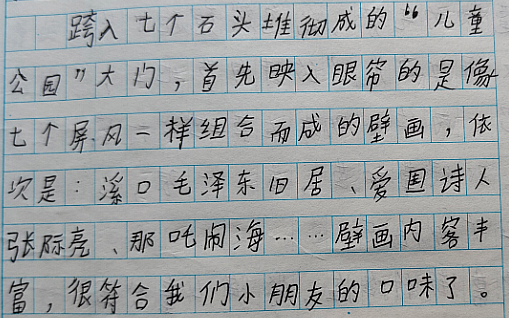 跨入七个石头堆彻成的“儿童
公园”大门，首先映入眼帘的是像
七个屏风一样组合而成的壁画，依
次是：溪口毛泽东旧居、爱国诗人
张际亮、那吒闹海……壁画内客丰
富，很符合我们小朋友的口味了。